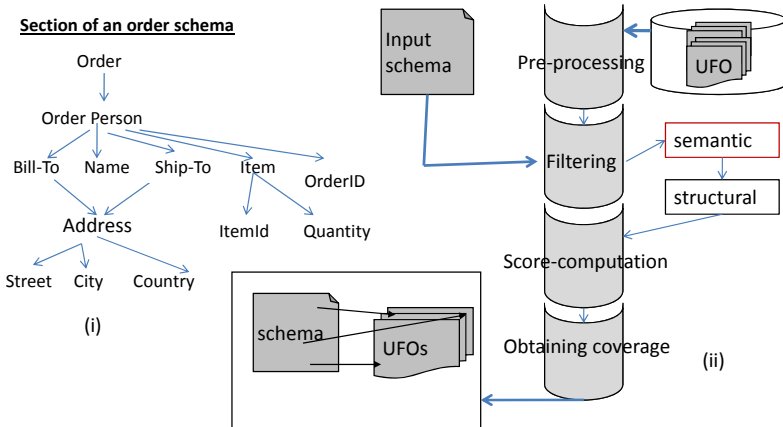 Section of an order schema
Order
Order Person
Bill-To Name Ship-To Item OrderID
Address ItemId Quantity
Street City Country
(i)
Input
schema
Pre-processing
UFO
Filtering
semantic
structural
Score-computation
Obtaining coverage
schema
UFOs
(ii)